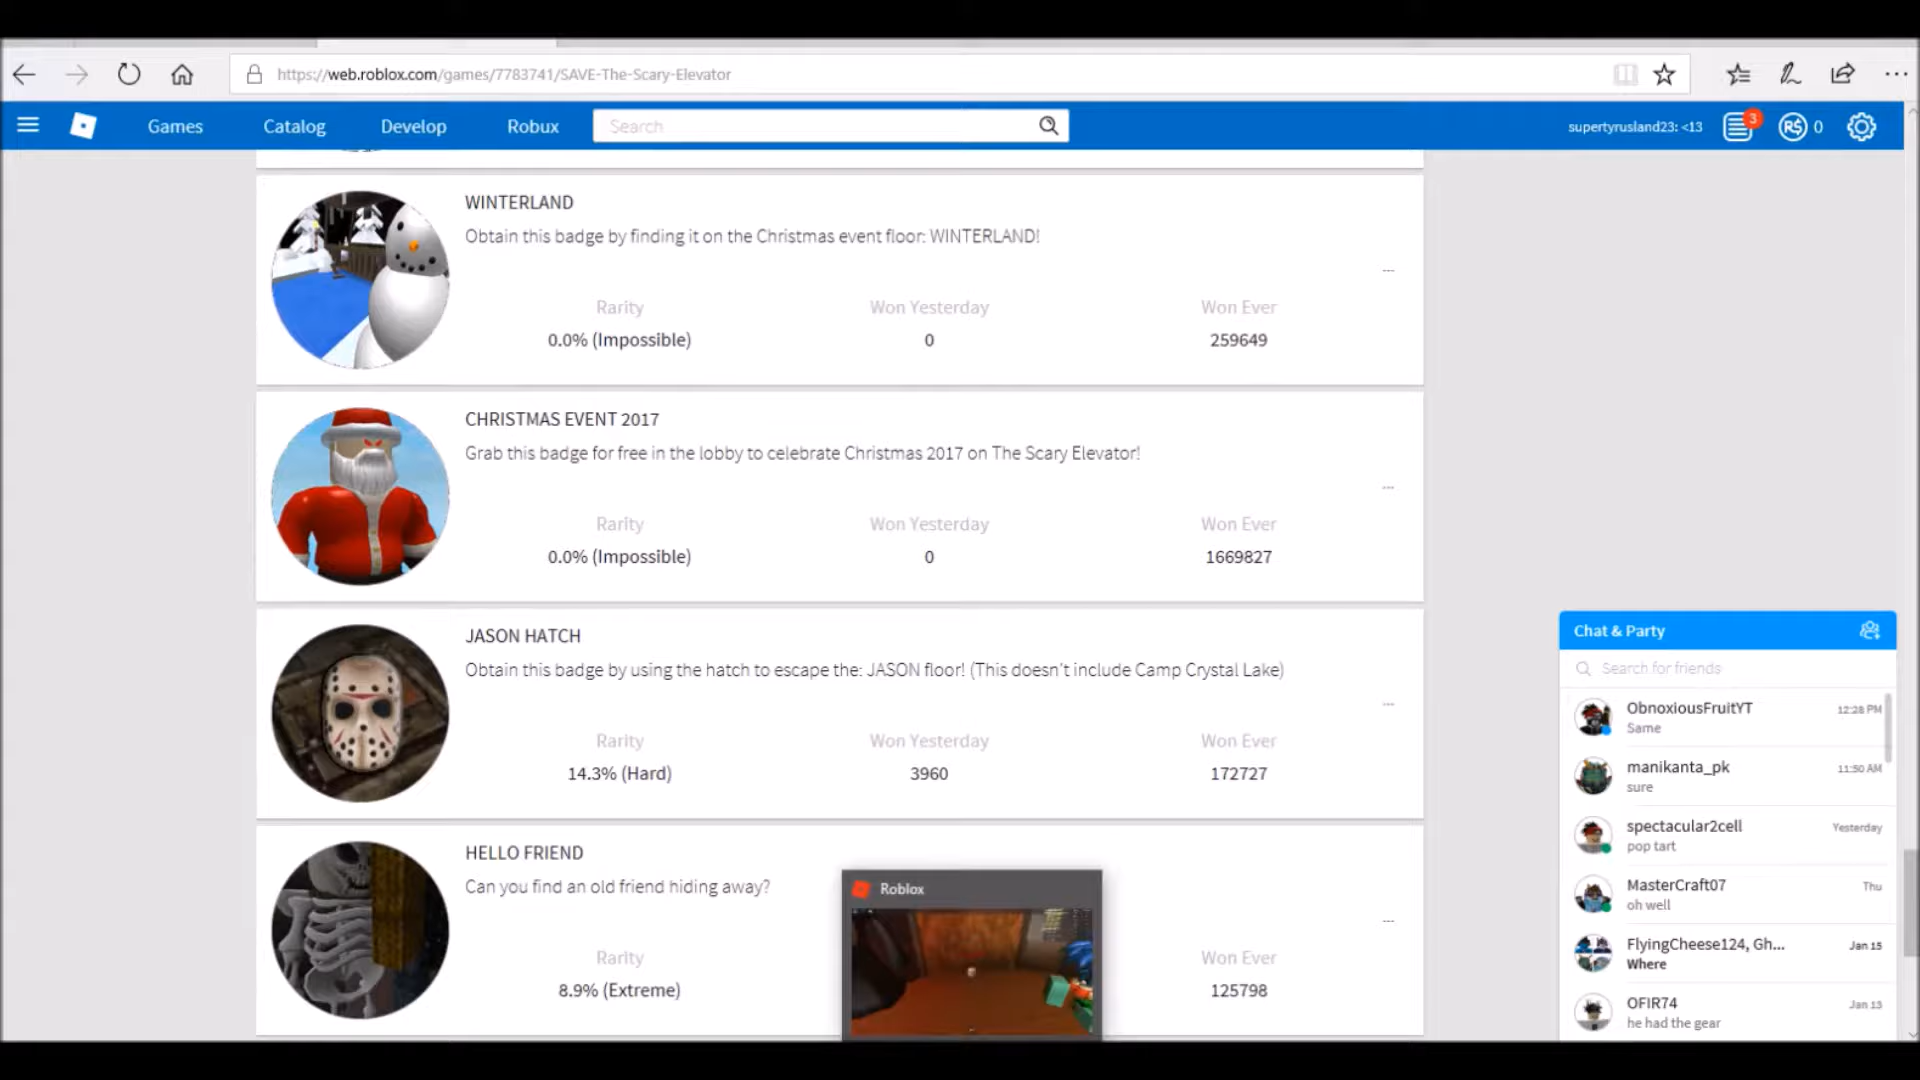 https://web.roblox.com/games/7783741/SAVE-The-Scary-Elevator
Games Catalog Develop Robux Search supertyrusland23: <13 3 R$ 0
WINTERLAND
Obtain this badge by finding it on the Christmas event floor: WINTERLAND!
Rarity Won Yesterday Won Ever
0.0% (Impossible) 0 259649
CHRISTMAS EVENT 2017
Grab this badge for free in the lobby to celebrate Christmas 2017 on The Scary Elevator!
Rarity Won Yesterday Won Ever
0.0% (Impossible) 0 1669827
JASON HATCH
Obtain this badge by using the hatch to escape the: JASON floor! (This doesn't include Camp Crystal Lake)
Rarity Won Yesterday Won Ever
14.3% (Hard) 3960 172727
HELLO FRIEND
Can you find an old friend hiding away?
Rarity Won Ever
8.9% (Extreme) 125798
Roblox
Chat & Party
Search for friends
ObnoxiousFruitYT 12:28 PM
Same
manikanta_pk 11:50 AM
sure
spectacular2cell Yesterday
pop tart
MasterCraft07 Thu
oh well
FlyingCheese124, Gh... Jan 15
Where
OFIR74 Jan 13
he had the gear